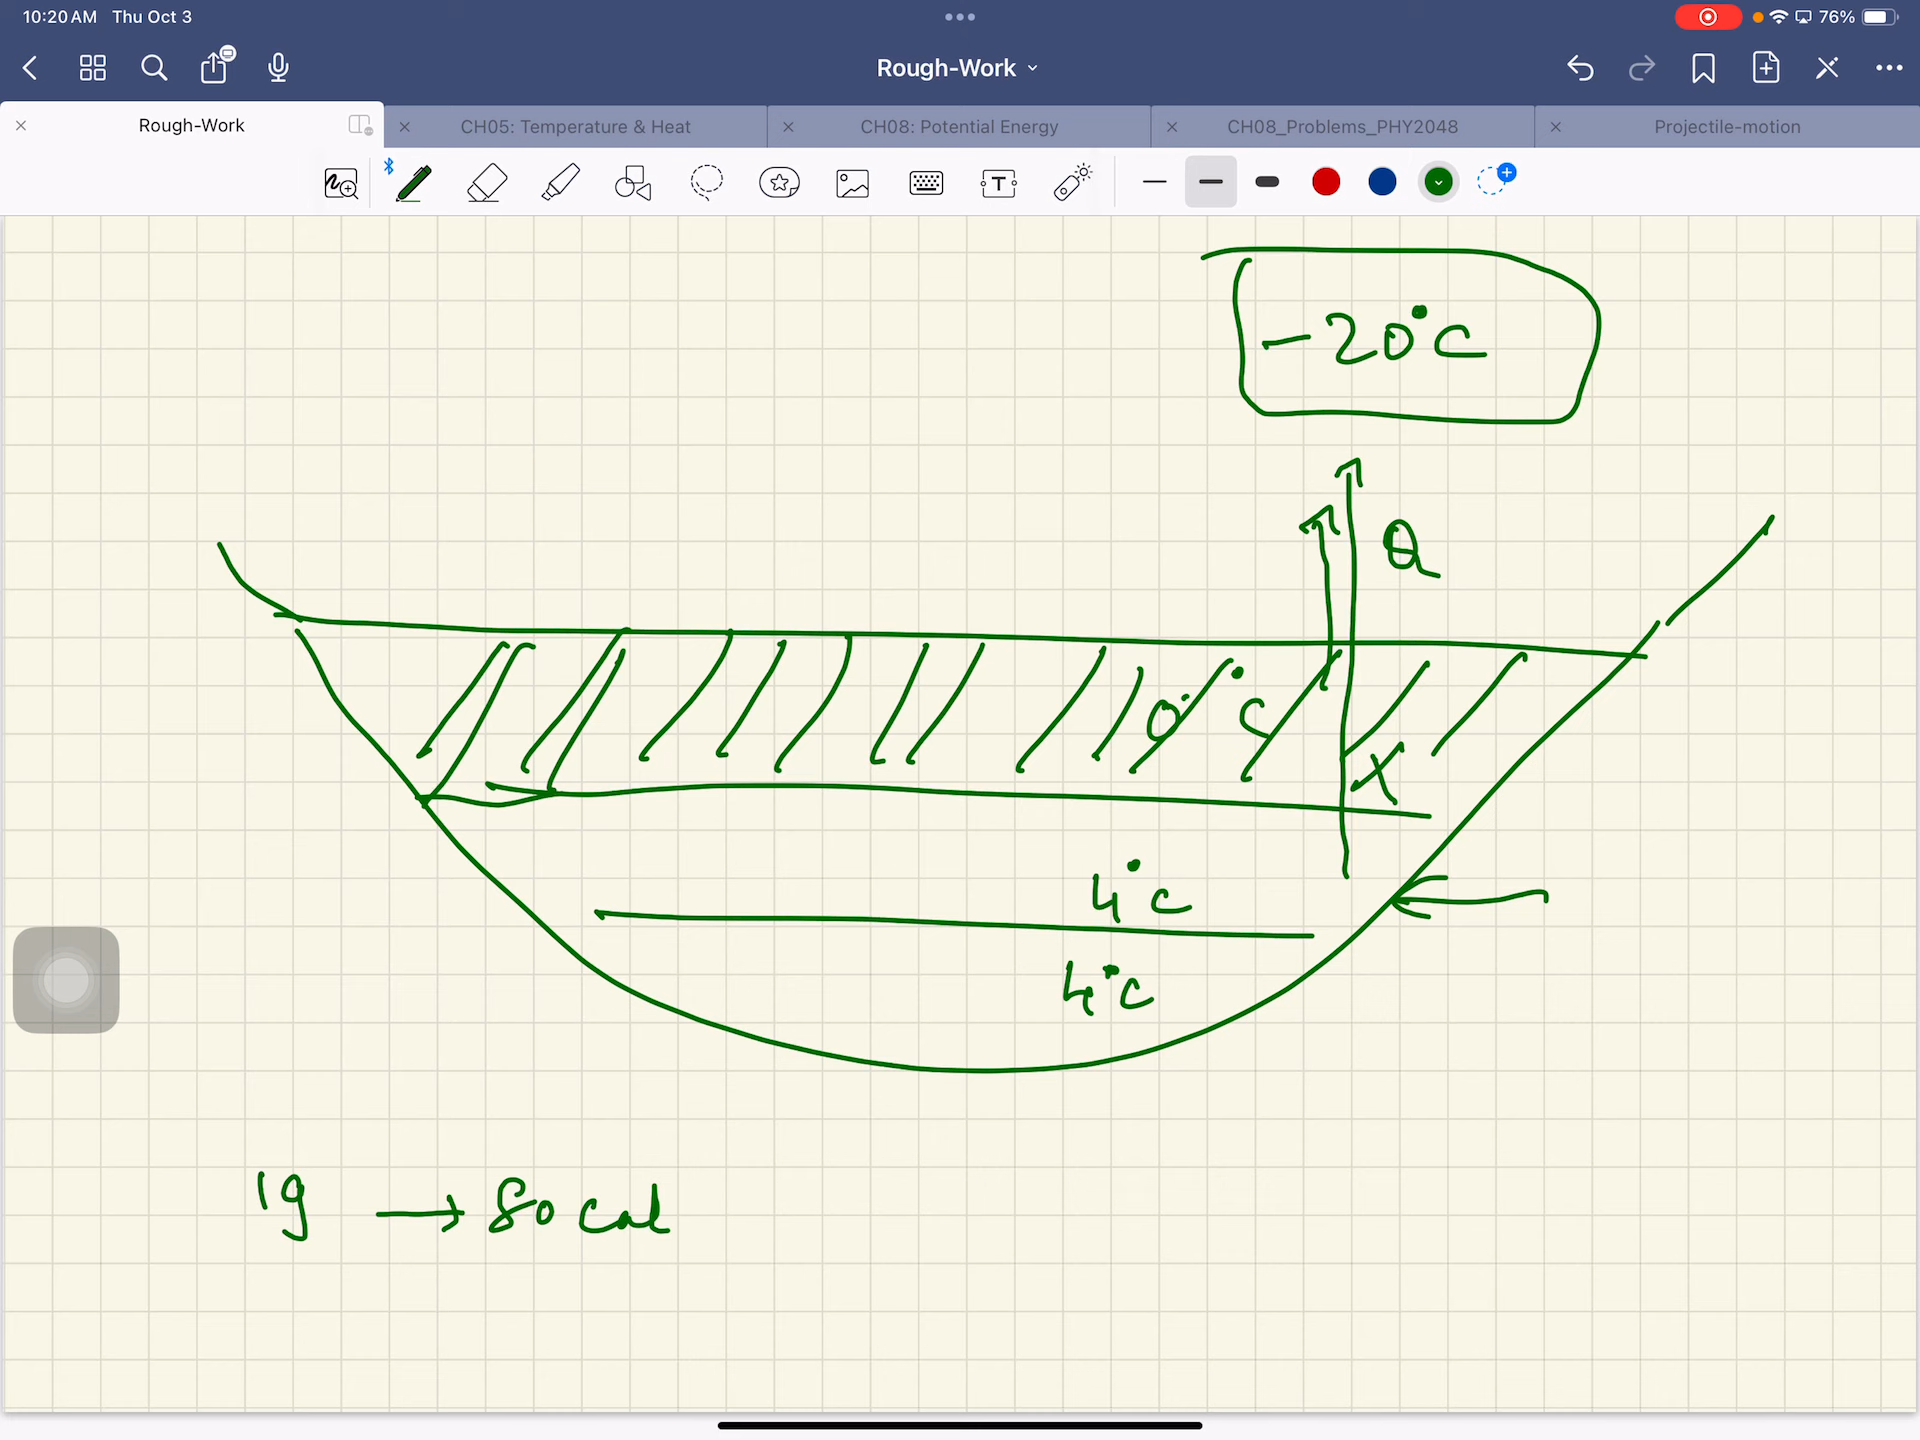 10:20 AM Thu Oct 3
76%
Rough-Work
Rough-Work
CH05: Temperature & Heat
CH08: Potential Energy
CH08_Problems_PHY2048
Projectile-motion
T
-20°C
Q
0°C
X
4°C
4°C
1g → 80 cal